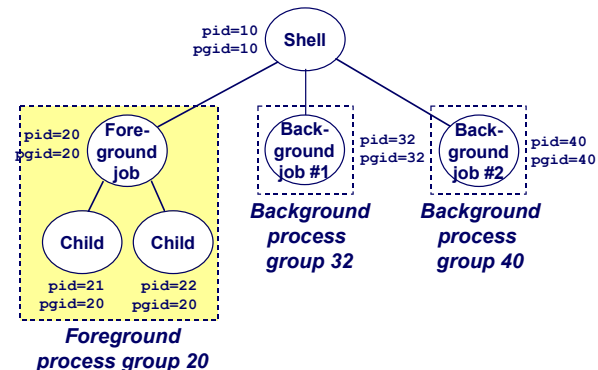 pid=10
pgid=10
Shell
pid=20
pgid=20
Fore-
ground
job
Back-
ground
job #1
pid=32
pgid=32
Back-
ground
job #2
pid=40
pgid=40
Child
Child
pid=21
pgid=20
pid=22
pgid=20
Background
process
group 32
Background
process
group 40
Foreground
process group 20